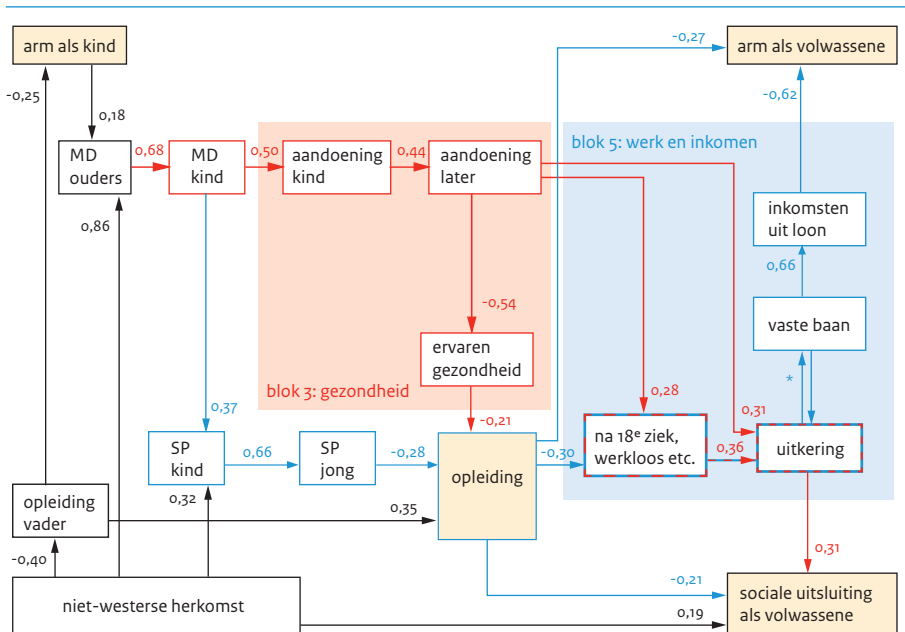 arm als kind
-0,27
arm als volwassene
-0,25
0,18
-0,62
MD
ouders
0,68
MD
kind
0,50
aandoening
kind
0,44
aandoening
later
blok 5: werk en inkomen
inkomsten
uit loon
0,86
0,66
-0,54
vaste baan
ervaren
gezondheid
*
blok 3: gezondheid
0,28
0,37
-0,21
0,31
SP
kind
0,66
SP
jong
-0,28
opleiding
-0,30
na 18e ziek,
werkloos etc.
0,36
uitkering
0,32
opleiding
vader
0,35
-0,40
0,31
niet-westerse herkomst
-0,21
0,19
sociale uitsluiting
als volwassene